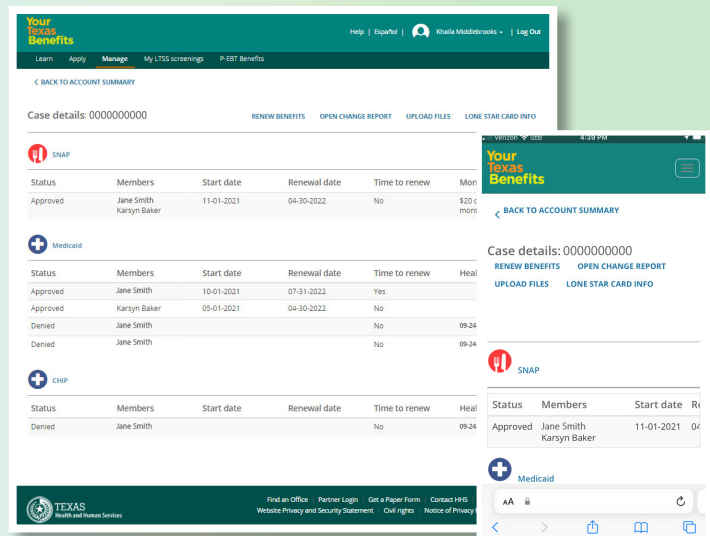 Your
Texas
Benefits
Help | Español | Khaila Middlebrooks | Log Out
Learn Apply Manage My LTSS screenings P-EBT Benefits
< BACK TO ACCOUNT SUMMARY
Case details: 0000000000
RENEW BENEFITS OPEN CHANGE REPORT UPLOAD FILES LONE STAR CARD INFO
SNAP
Status Members Start date Renewal date Time to renew Mon
Approved Jane Smith 11-01-2021 04-30-2022 No $20
Karsyn Baker mont
Medicaid
Status Members Start date Renewal date Time to renew Heal
Approved Jane Smith 10-01-2021 07-31-2022 Yes
Approved Karsyn Baker 05-01-2021 04-30-2022 No
Denied Jane Smith No 09-24
Denied Jane Smith No 09-24
CHIP
Status Members Start date Renewal date Time to renew Heal
Denied Jane Smith No 09-24
TEXAS
Health and Human Services
Find an Office | Partner Login | Get a Paper Form | Contact HHS |
Website Privacy and Security Statement | Civil rights | Notice of Privacy
Verizon 4:39 PM
Your
Texas
Benefits
< BACK TO ACCOUNT SUMMARY
Case details: 0000000000
RENEW BENEFITS OPEN CHANGE REPORT
UPLOAD FILES LONE STAR CARD INFO
SNAP
Status Members Start date R
Approved Jane Smith 11-01-2021 04
Karsyn Baker
Medicaid
AA